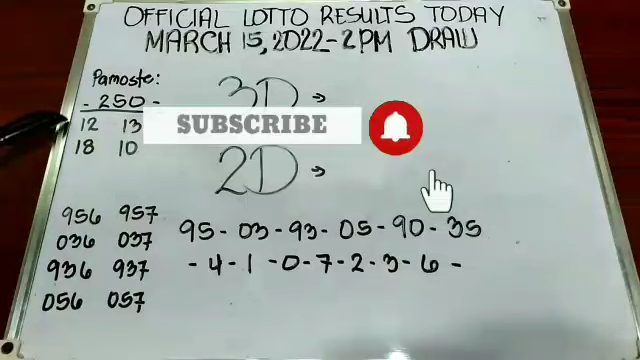 OFFICIAL LOTTO RESULTS TODAY
MARCH 15, 2022-2PM DRAW
Pamoste:
- 250 -
12 13
18 10
3D →
SUBSCRIBE
2D →
956 957
036 037
936 937
056 057
95 - 03 - 93 - 05 - 90 - 35
- 4 - 1 - 0 - 7 - 2 - 3 - 6 -